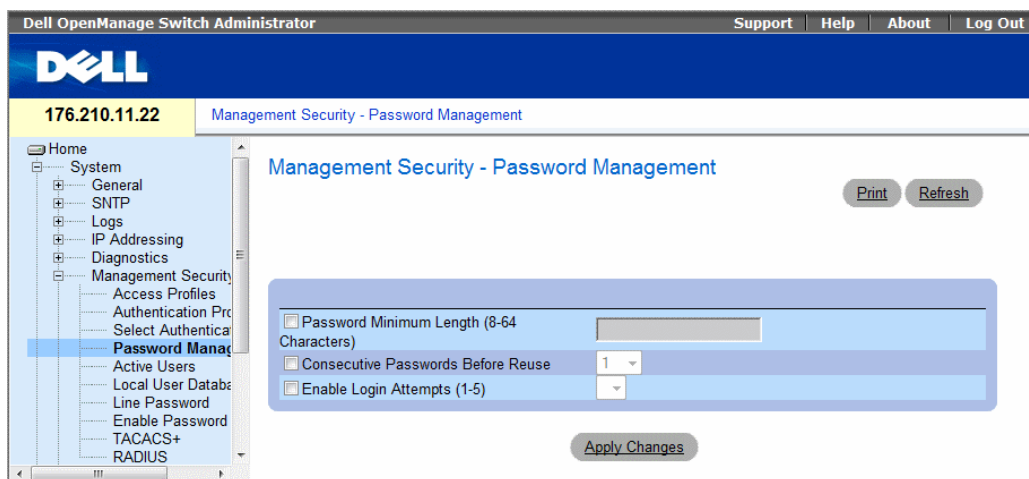 Dell OpenManage Switch Administrator
Support
Help
About
Log Out
DELL
176.210.11.22
Management Security - Password Management
Home
System
General
SNTP
Logs
IP Addressing
Diagnostics
Management Security
Access Profiles
Authentication Pro
Select Authentica
Password Manag
Active Users
Local User Databa
Line Password
Enable Password
TACACS+
RADIUS
Management Security - Password Management
Print
Refresh
Password Minimum Length (8-64
Characters)
Consecutive Passwords Before Reuse
1
Enable Login Attempts (1-5)
Apply Changes